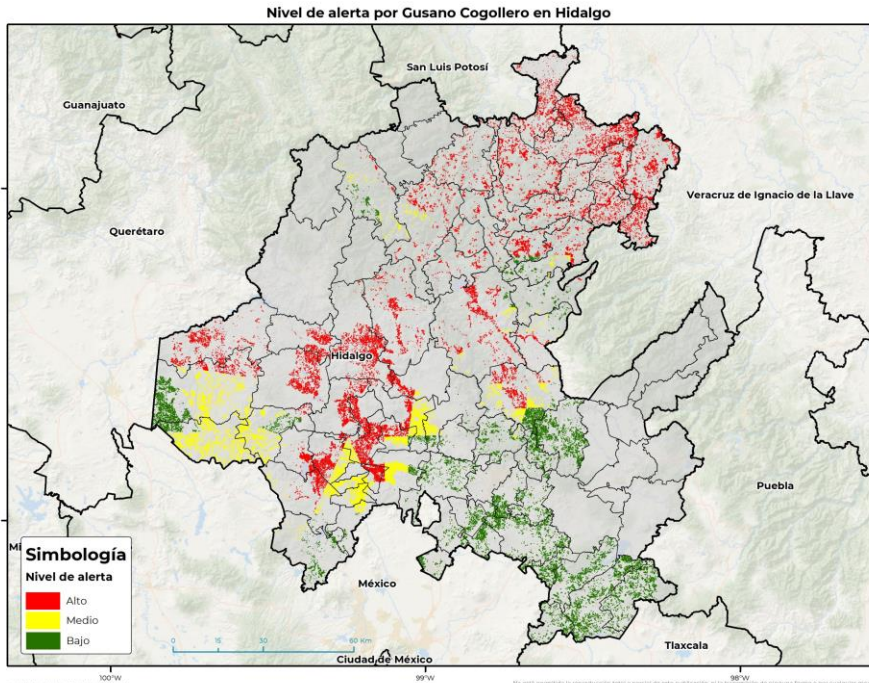 Nivel de alerta por Gusano Cogollero en Hidalgo
San Luis Potosí
Guanajuato
Veracruz de Ignacio de la Llave
Querétaro
Hidalgo
Puebla
Simbología
Nivel de alerta
Alto
Medio
Bajo
México
0 15 30 60 Km
Tlaxcala
Ciudad de México
100°W 99°W 98°W